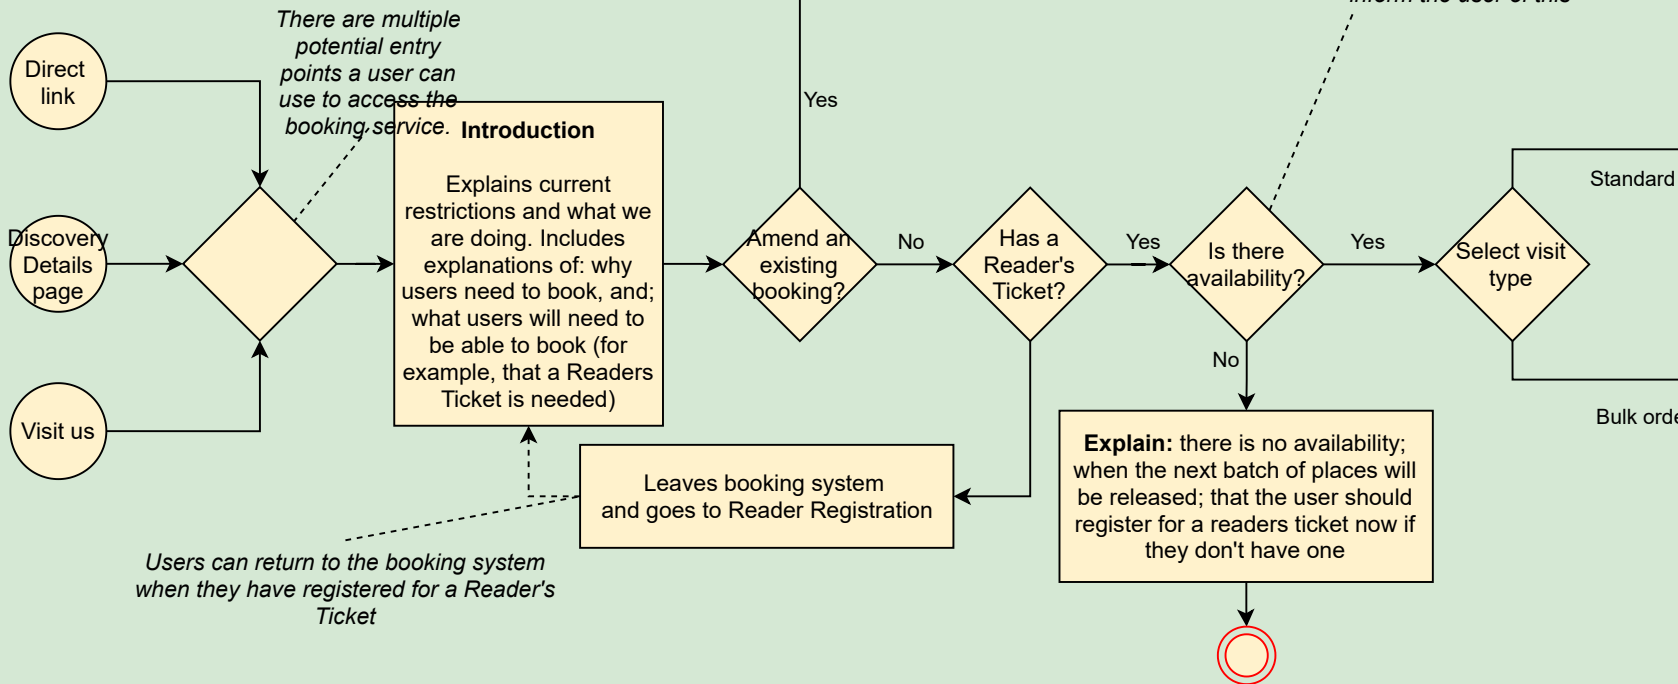 There are multiple
potential entry
points a user can
use to access the
booking service.
inform the user of this
Direct
link
Discovery
Details
page
Visit us
Introduction
Explains current
restrictions and what we
are doing. Includes
explanations of: why
users need to book, and;
what users will need to
be able to book (for
example, that a Readers
Ticket is needed)
Yes
Amend an
existing
booking?
No
Has a
Reader's
Ticket?
Yes
Is there
availability?
Yes
Select visit
type
Standard
Bulk orde
No
Leaves booking system
and goes to Reader Registration
Users can return to the booking system
when they have registered for a Reader's
Ticket
Explain: there is no availability;
when the next batch of places will
be released; that the user should
register for a readers ticket now if
they don't have one